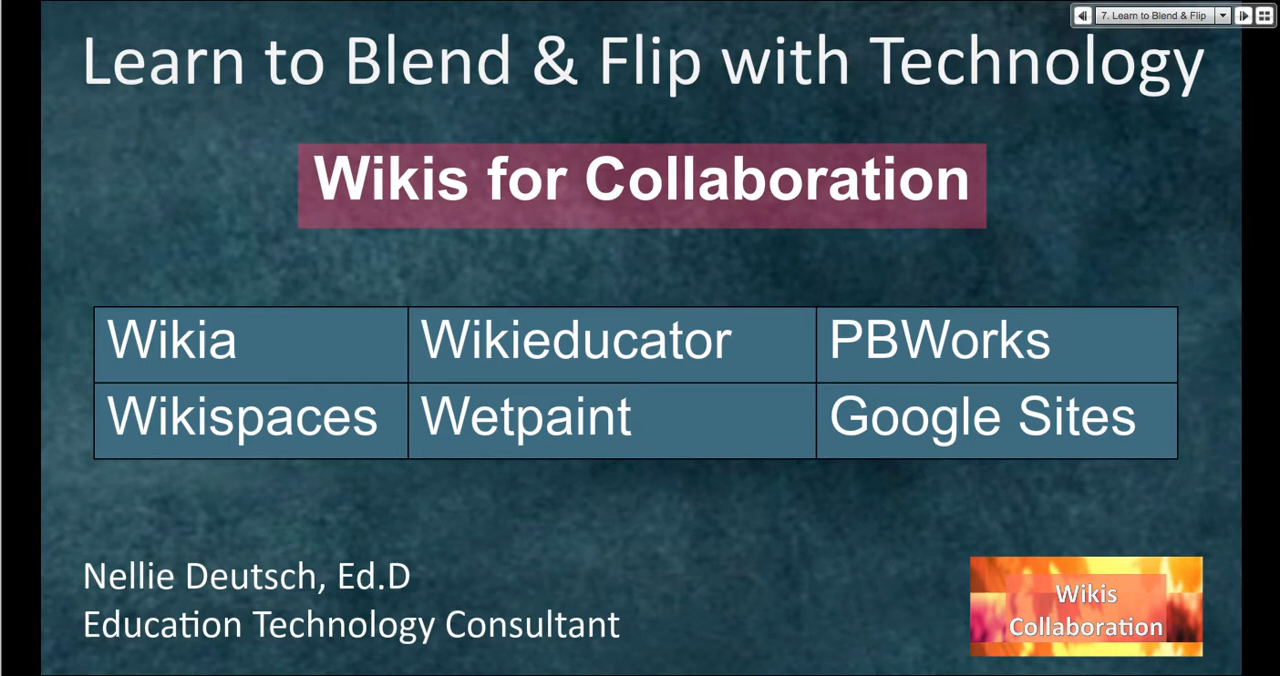 7. Learn to Blend & Flip
Learn to Blend & Flip with Technology
Wikis for Collaboration
Wikia Wikieducator PBWorks
Wikispaces Wetpaint Google Sites
Nellie Deutsch, Ed.D
Education Technology Consultant
Wikis
Collaboration